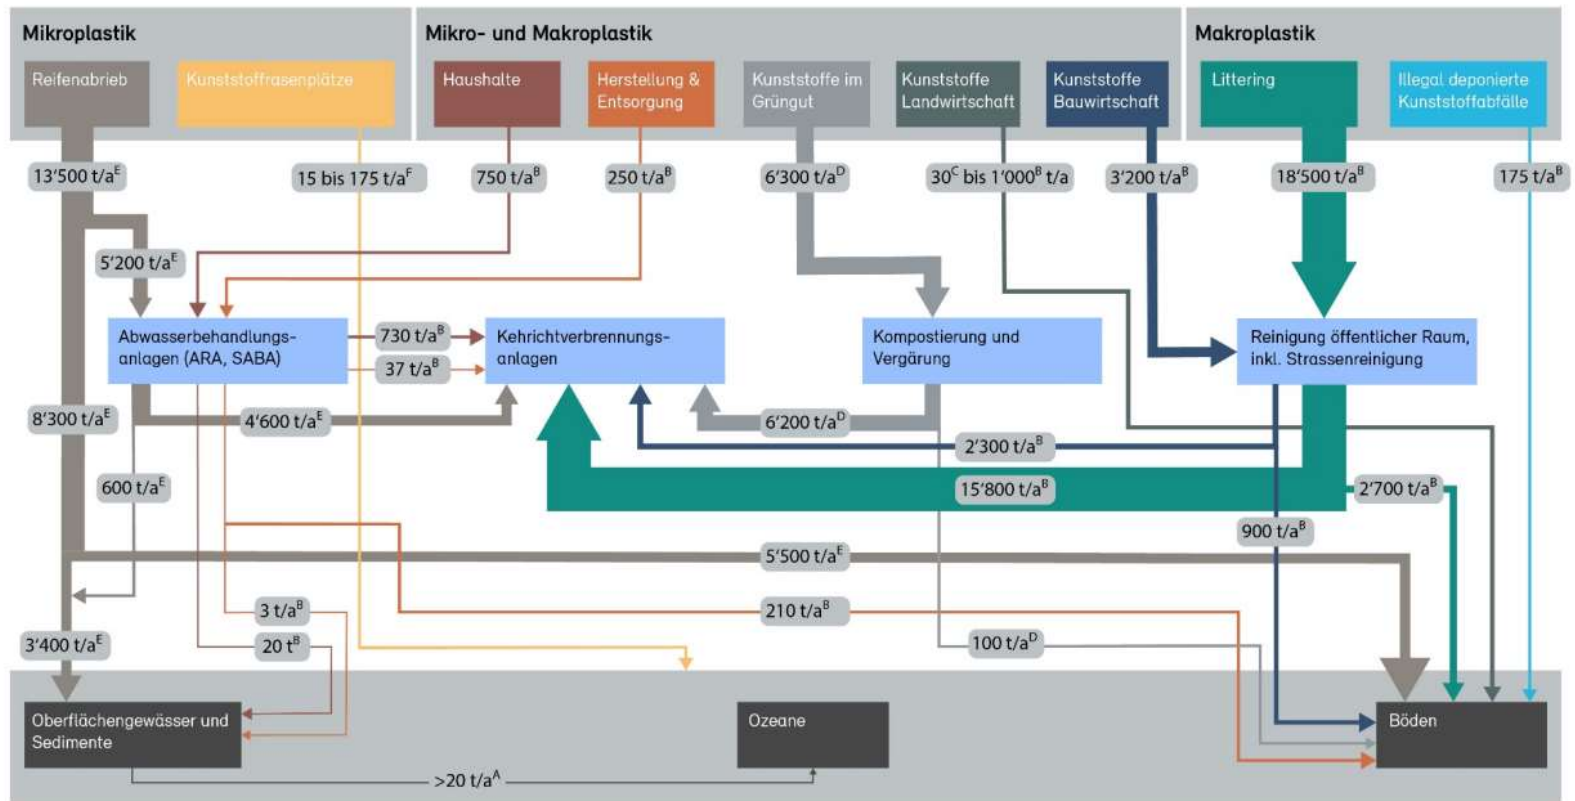 Mikroplastik
Mikro- und Makroplastik
Makroplastik
Reifenabrieb
Kunststoffrasenplätze
Haushalte
Herstellung &
Entsorgung
Kunststoffe im
Grüngut
Kunststoffe
Landwirtschaft
Kunststoffe
Bauwirtschaft
Littering
Illegal deponierte
Kunststoffabfälle
13‘500 t/aᴱ
15 bis 175 t/aF
750 t/aᴮ
250 t/aᴮ
6‘300 t/aᴰ
30C bis 1‘000ᴮ t/a
3‘200 t/aᴮ
18‘500 t/aᴮ
175 t/aᴮ
5‘200 t/aᴱ
Abwasserbehandlungs-
anlagen (ARA, SABA)
730 t/aᴮ
37 t/aᴮ
Kehrichtverbrennungs-
anlagen
Kompostierung und
Vergärung
Reinigung öffentlicher Raum,
inkl. Strassenreinigung
8‘300 t/aᴱ
4‘600 t/aᴱ
6‘200 t/aᴰ
2‘300 t/aᴮ
600 t/aᴱ
15‘800 t/aᴮ
2‘700 t/aᴮ
900 t/aᴮ
5‘500 t/aᴱ
3 t/aᴮ
210 t/aᴮ
3‘400 t/aᴱ
20 tᴮ
100 t/aᴰ
Oberflächengewässer und
Sedimente
Ozeane
Böden
>20 t/aᴬ